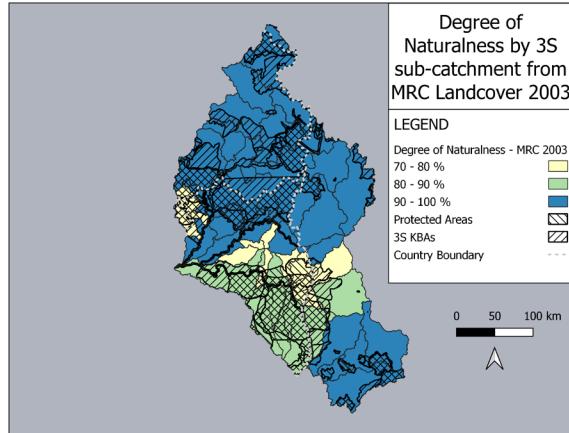 Degree of
Naturalness by 3S
sub-catchment from
MRC Landcover 2003
LEGEND
Degree of Naturalness - MRC 2003
70 - 80 %
80 - 90 %
90 - 100 %
Protected Areas
3S KBAs
Country Boundary
0 50 100 km